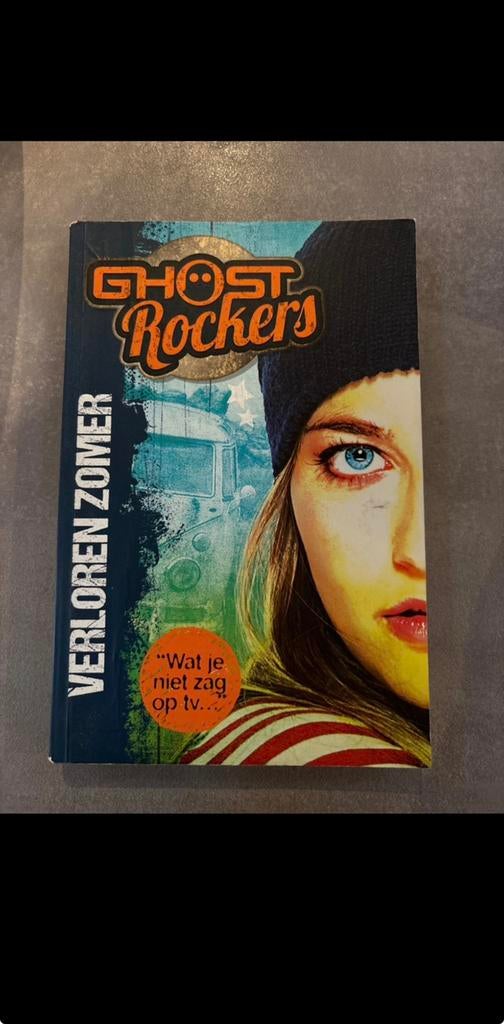 GHOST
Rockers
VERLOREN ZOMER
"Wat je
niet zag
op tv..."